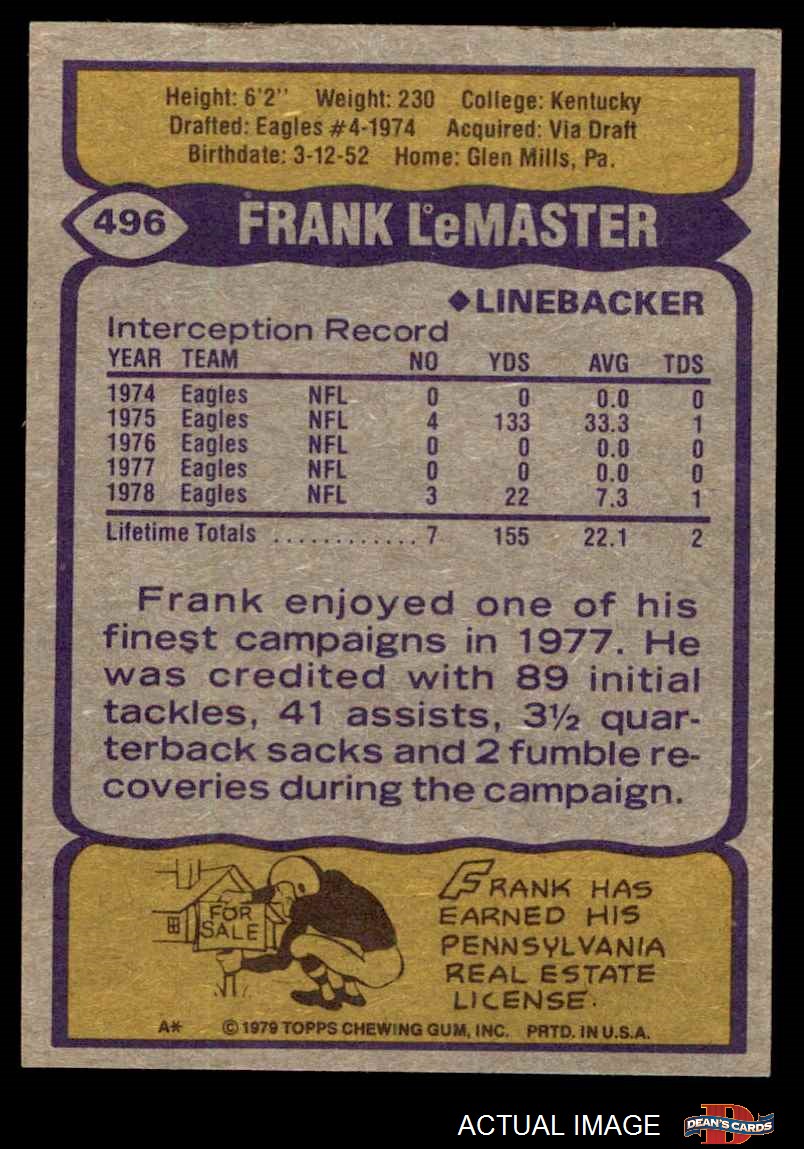 Height: 6'2" Weight: 230 College: Kentucky
Drafted: Eagles #4-1974 Acquired: Via Draft
Birthdate: 3-12-52 Home: Glen Mills, Pa.
496 FRANK LeMASTER
◆LINEBACKER
Interception Record
YEAR TEAM NO YDS AVG TDS
1974 Eagles NFL 0 0 0.0 0
1975 Eagles NFL 4 133 33.3 1
1976 Eagles NFL 0 0 0.0 0
1977 Eagles NFL 0 0 0.0 0
1978 Eagles NFL 3 22 7.3 1
Lifetime Totals ............ 7 155 22.1 2
Frank enjoyed one of his
finest campaigns in 1977. He
was credited with 89 initial
tackles, 41 assists, 3½ quar-
terback sacks and 2 fumble re-
coveries during the campaign.
FOR
SALE
FRANK HAS
EARNED HIS
PENNSYLVANIA
REAL ESTATE
LICENSE.
A* © 1979 TOPPS CHEWING GUM, INC. PRTD. IN U.S.A.
ACTUAL IMAGE
D
DEAN'S CARDS